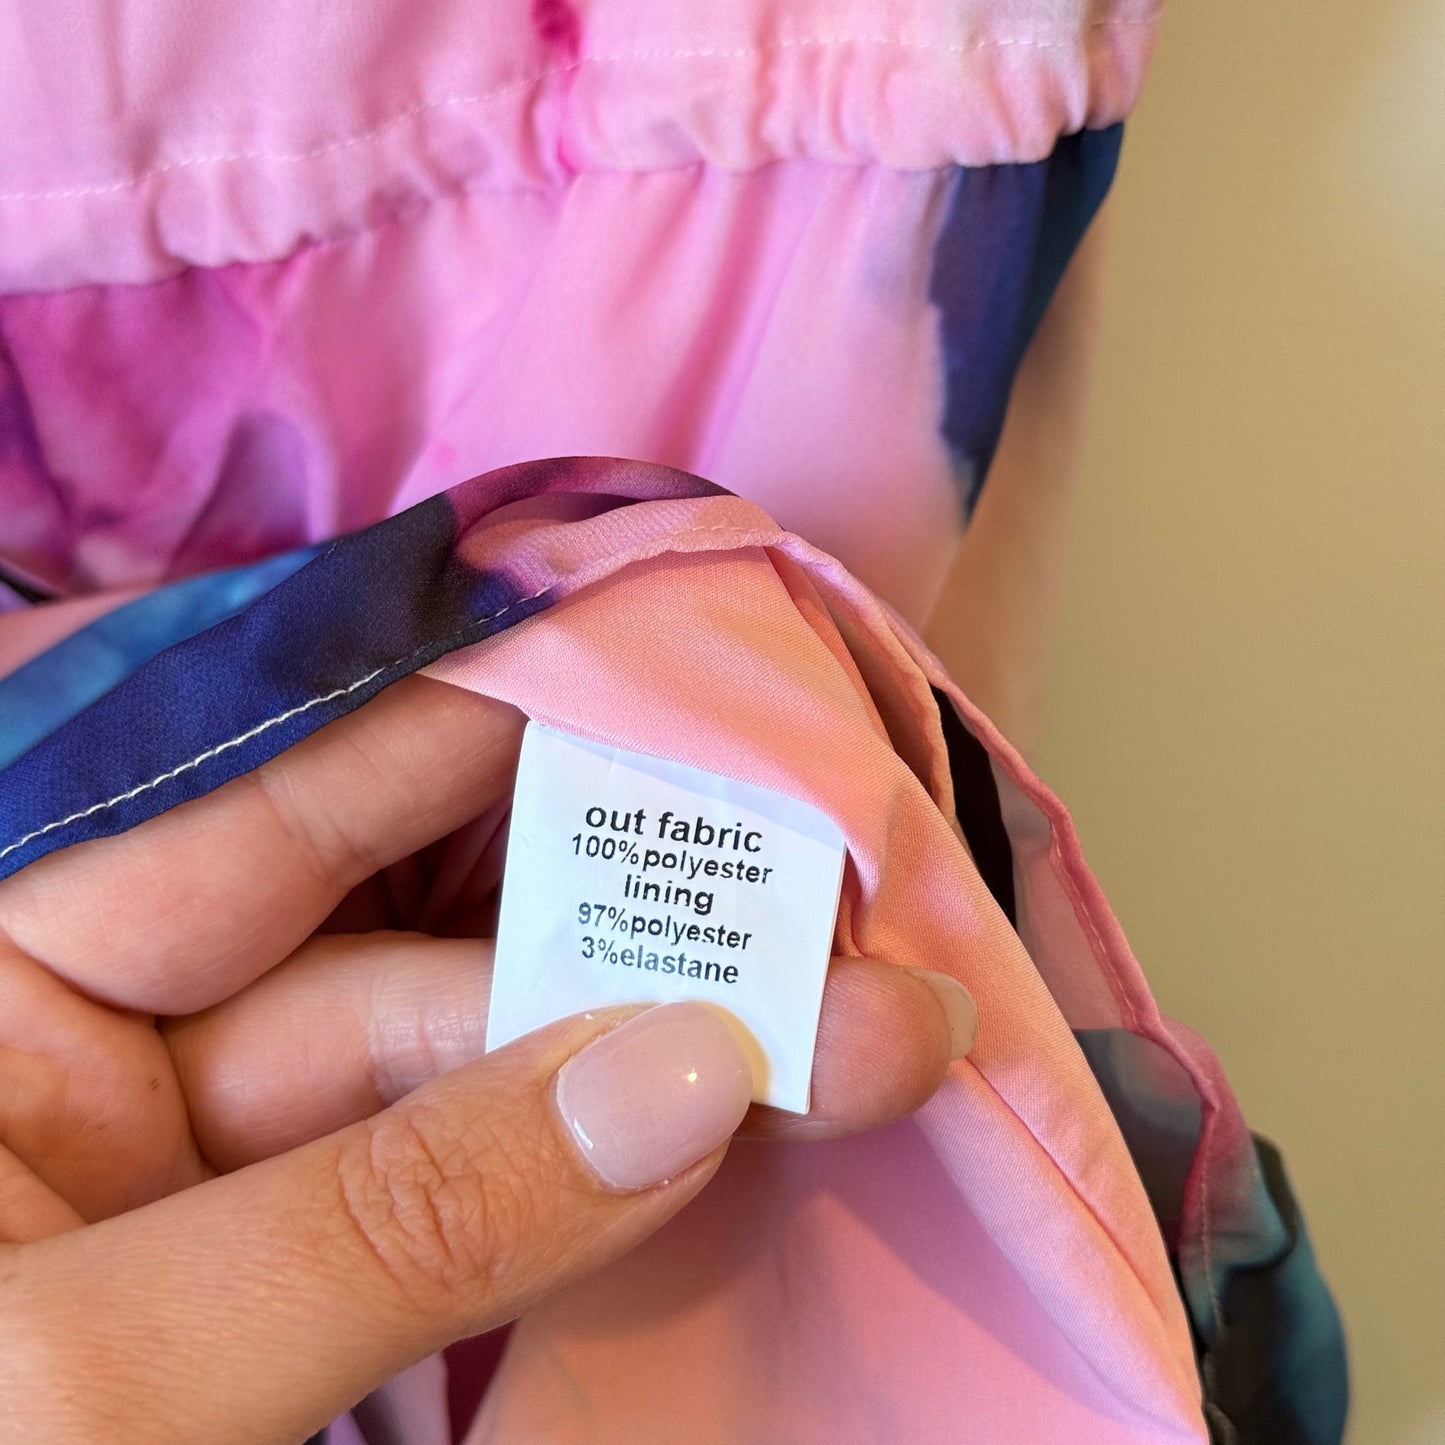 out fabric
100%polyester
lining
97%polyester
3%elastane